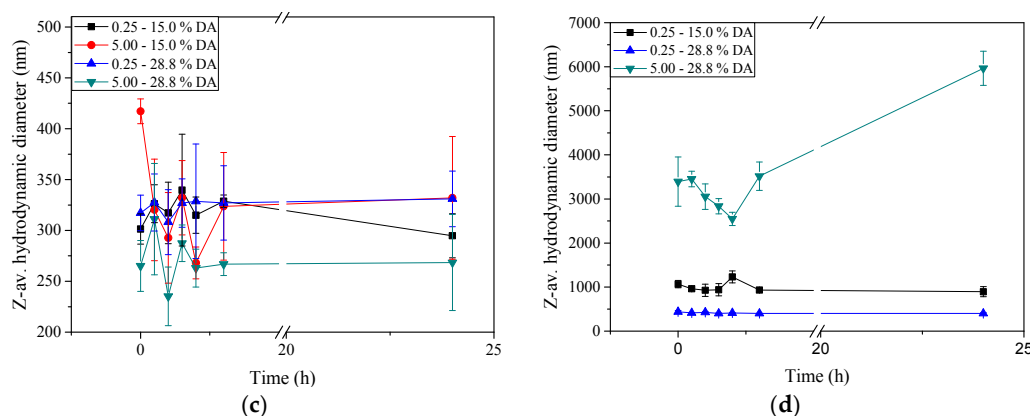 Z-av. hydrodynamic diameter (nm)
500
450
400
350
300
250
200
0.25 - 15.0 % DA
5.00 - 15.0 % DA
0.25 - 28.8 % DA
5.00 - 28.8 % DA
0
20
25
Time (h)
(c)
Z-av. hydrodynamic diameter (nm)
7000
6000
5000
4000
3000
2000
1000
0
0.25 - 15.0 % DA
0.25 - 28.8 % DA
5.00 - 28.8 % DA
0
20
25
Time (h)
(d)